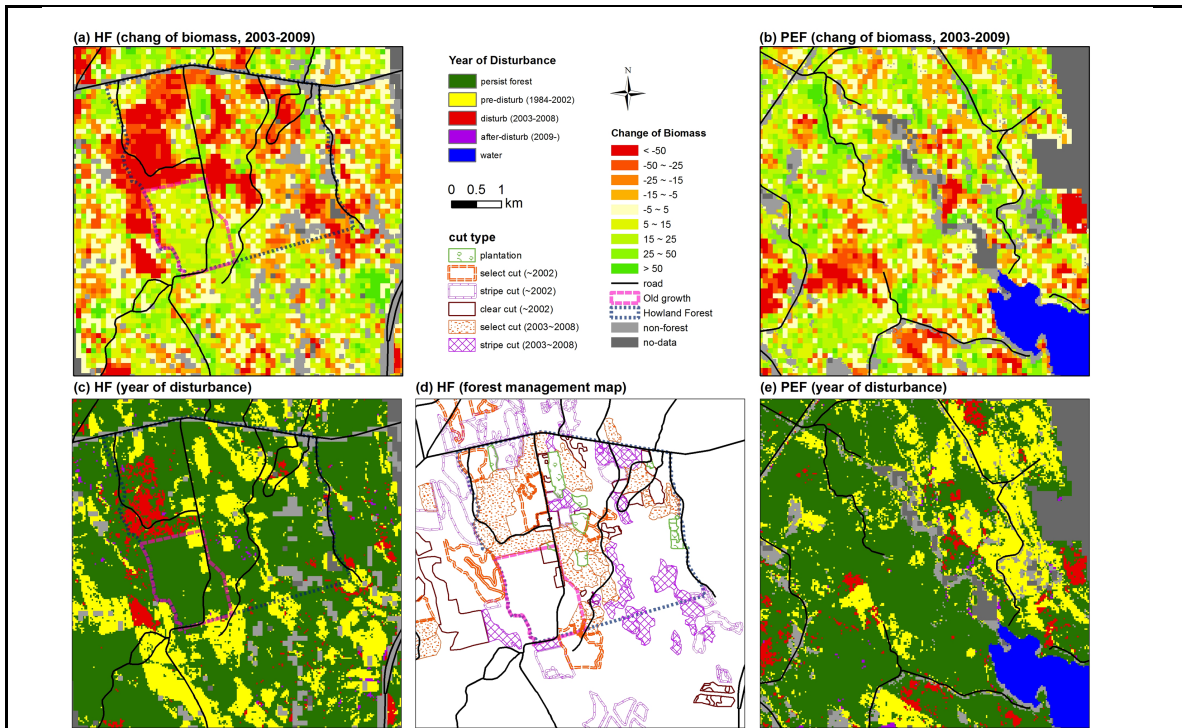 (a) HF (chang of biomass, 2003-2009)
(b) PEF (chang of biomass, 2003-2009)
Year of Disturbance
persist forest
pre-disturb (1984-2002)
disturb (2003-2008)
after-disturb (2009-)
water
N
0 0.5 1
km
cut type
plantation
select cut (~2002)
stripe cut (~2002)
clear cut (~2002)
select cut (2003~2008)
stripe cut (2003~2008)
Change of Biomass
< -50
-50 ~ -25
-25 ~ -15
-15 ~ -5
-5 ~ 5
5 ~ 15
15 ~ 25
25 ~ 50
> 50
road
Old growth
Howland Forest
non-forest
no-data
(c) HF (year of disturbance)
(d) HF (forest management map)
(e) PEF (year of disturbance)